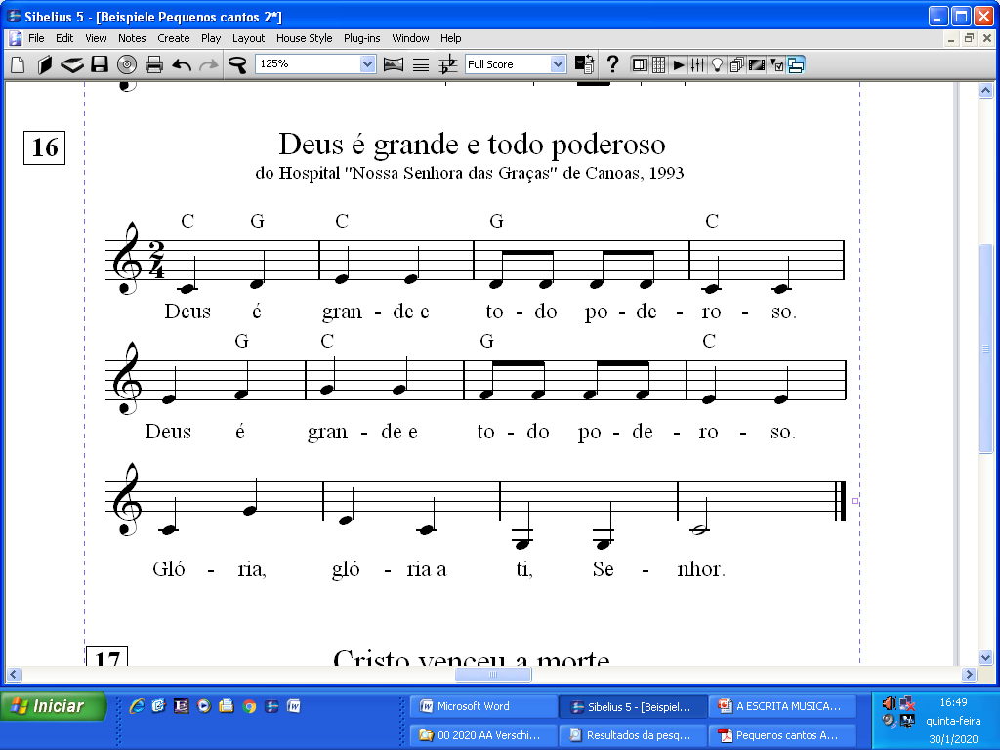 Sibelius 5 - [Beispiele Pequenos cantos 2*]
File Edit View Notes Create Play Layout House Style Plug-ins Window Help
125% Full Score
16
Deus é grande e todo poderoso
do Hospital "Nossa Senhora das Graças" de Canoas, 1993
C G C G C
2
4
Deus é gran - de e to - do po - de - ro - so.
G C G C
Deus é gran - de e to - do po - de - ro - so.
Gló - ria, gló - ria a ti, Se - nhor.
17
Cristo venceu a morte
Iniciar
Microsoft Word
Sibelius 5 - [Beispiel...
A ESCRITA MUSICA...
00 2020 AA Verschi...
Resultados da pesq...
Pequenos cantos A...
16:49
quinta-feira
30/1/2020